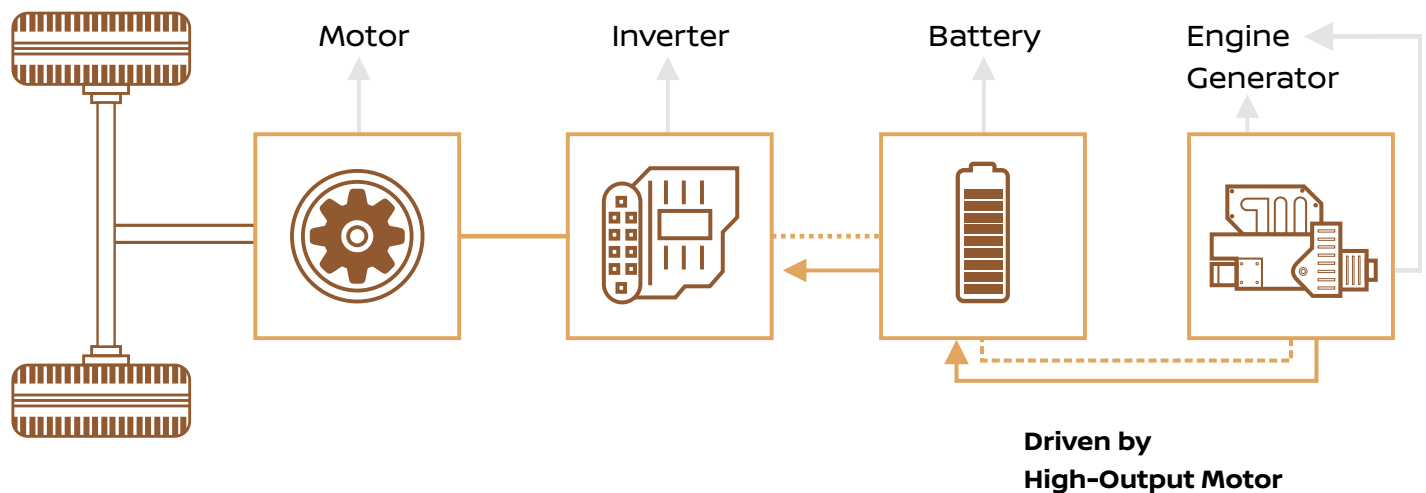 Motor
Inverter
Battery
Engine
Generator
Driven by
High-Output Motor